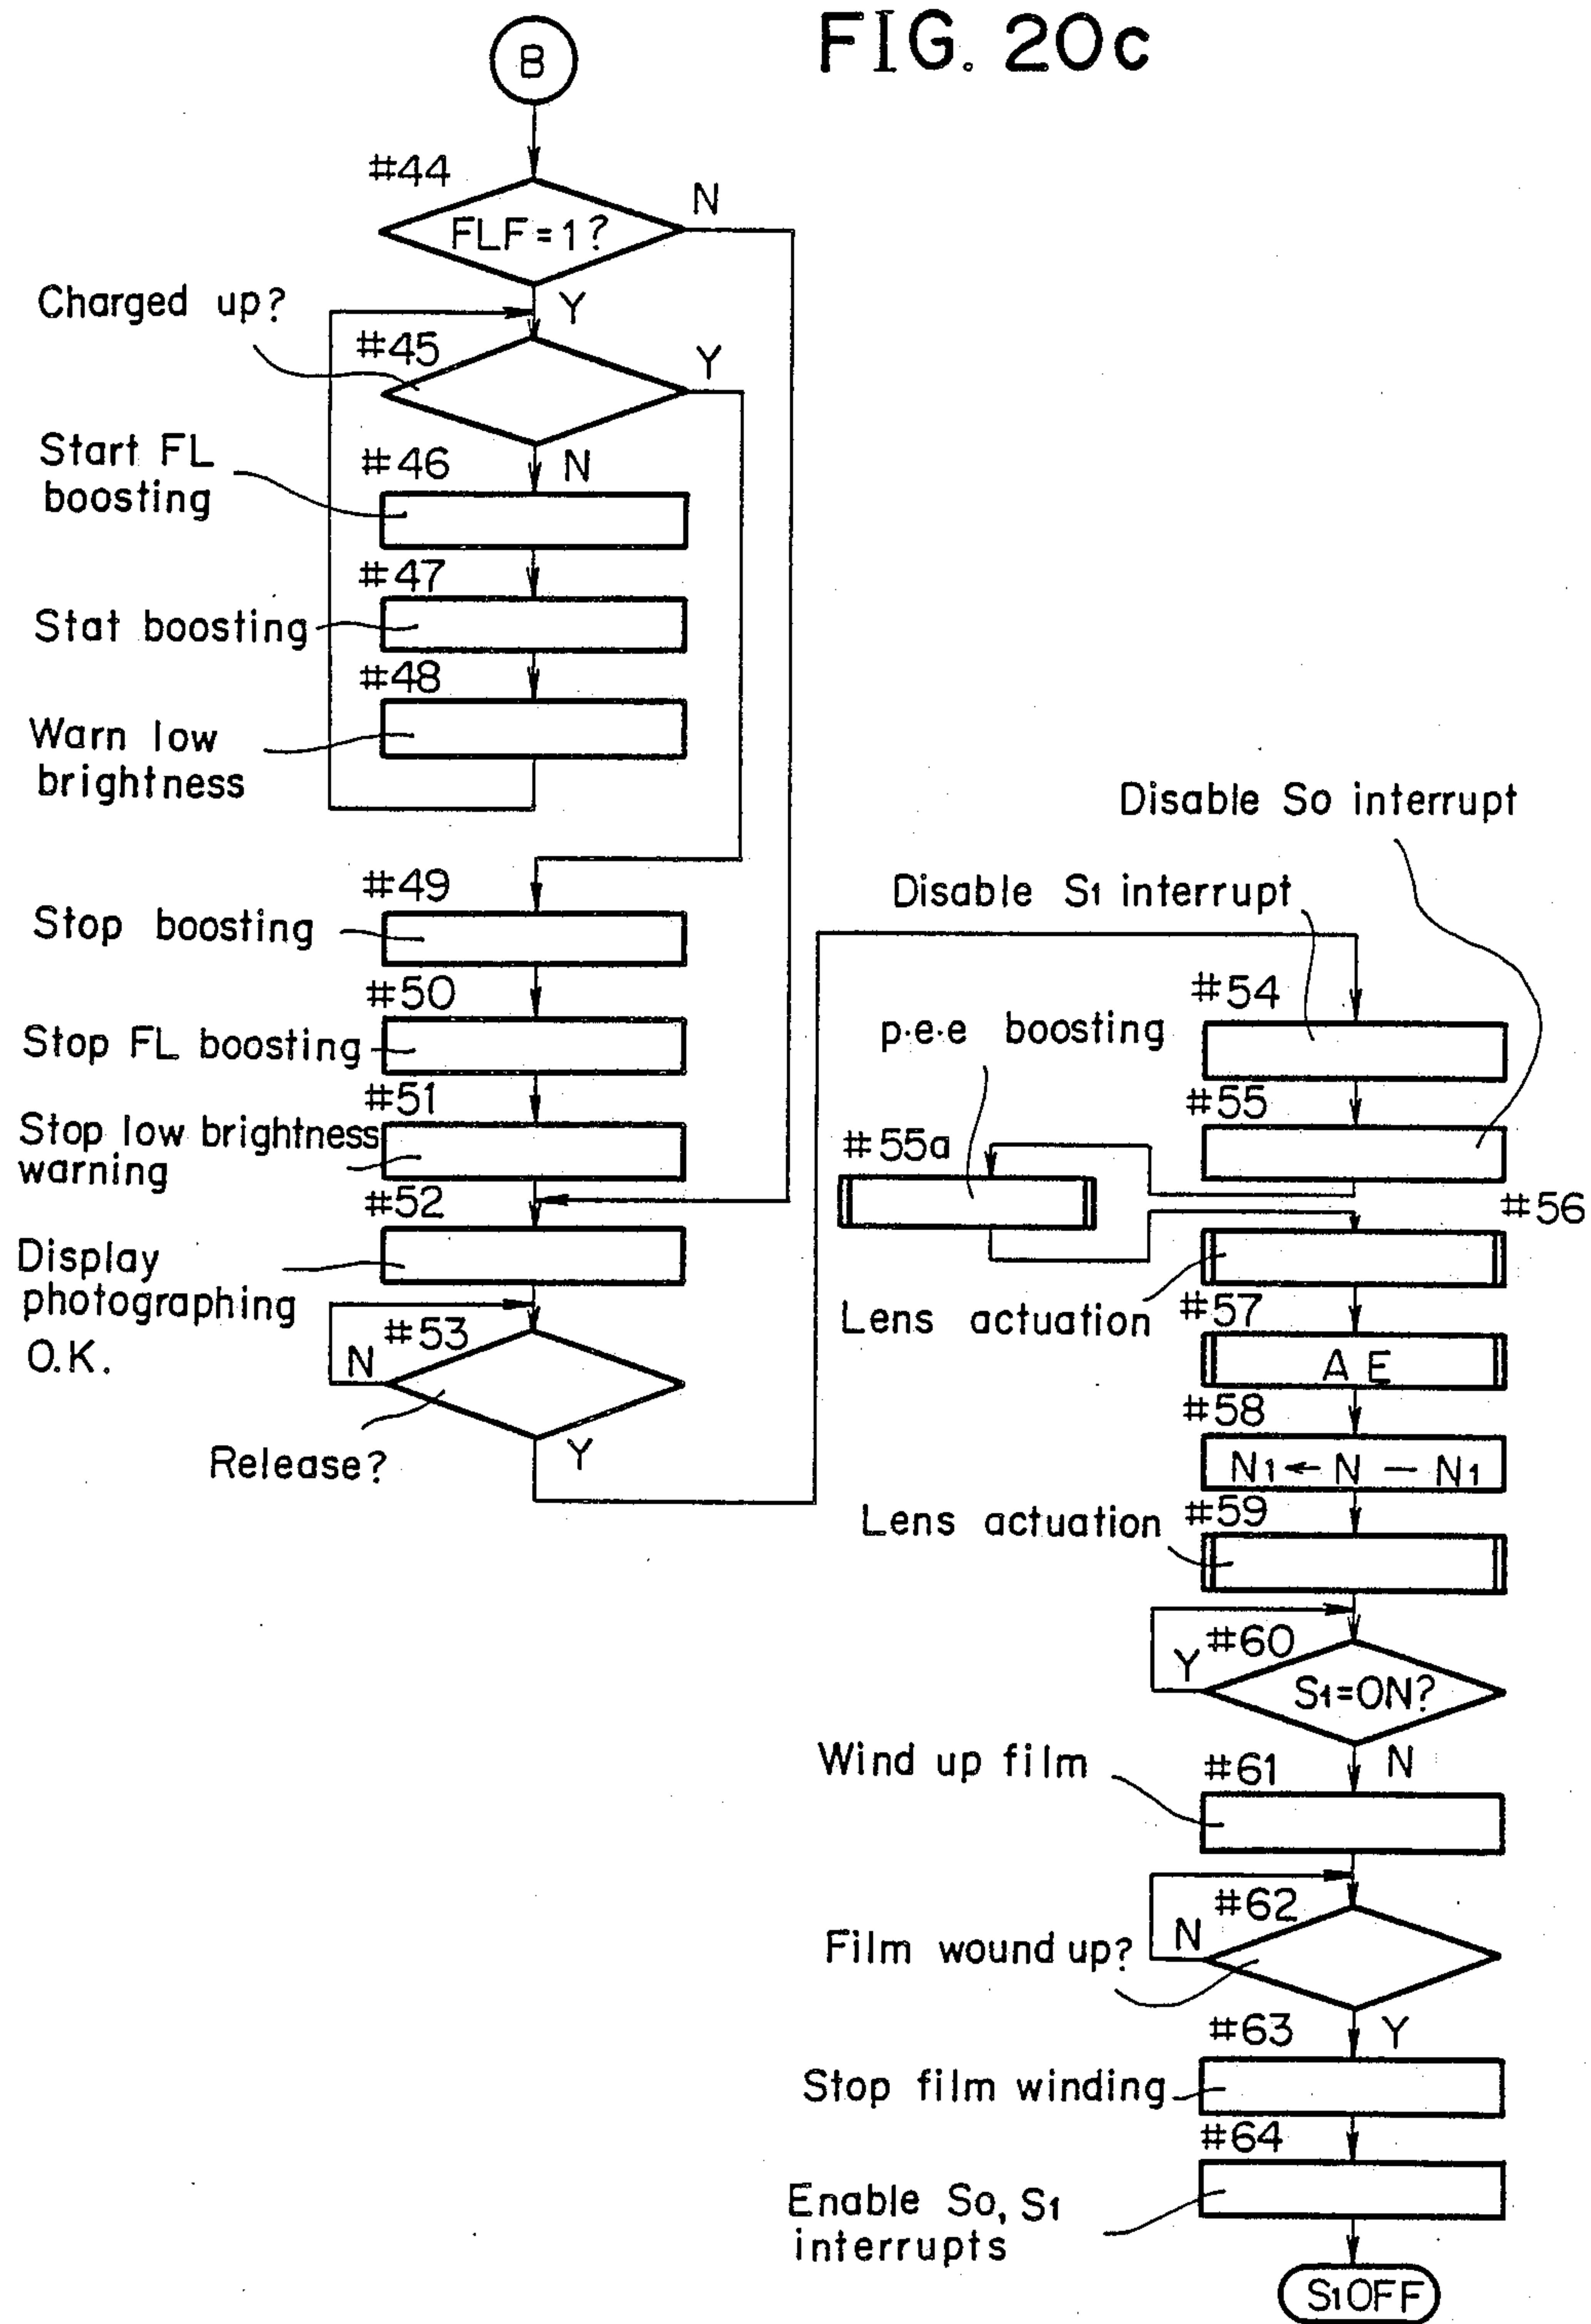 FIG. 20c
B
#44
FLF=1?
N
Y
Charged up?
#45
Y
N
Start FL
boosting
#46
#47
Stat boosting
#48
Warn low
brightness
#49
Stop boosting
#50
Stop FL boosting
#51
Stop low brightness
warning
#52
Display
photographing
O.K.
#53
N
Release?
Y
Disable So interrupt
Disable S1 interrupt
#54
p.e.e boosting
#55
#55a
#56
Lens actuation
#57
A E
#58
N1 ← N — N1
Lens actuation
#59
#60
Y
S1=ON?
N
Wind up film
#61
#62
N
Film wound up?
Y
#63
Stop film winding
#64
Enable So, S1
interrupts
S1OFF